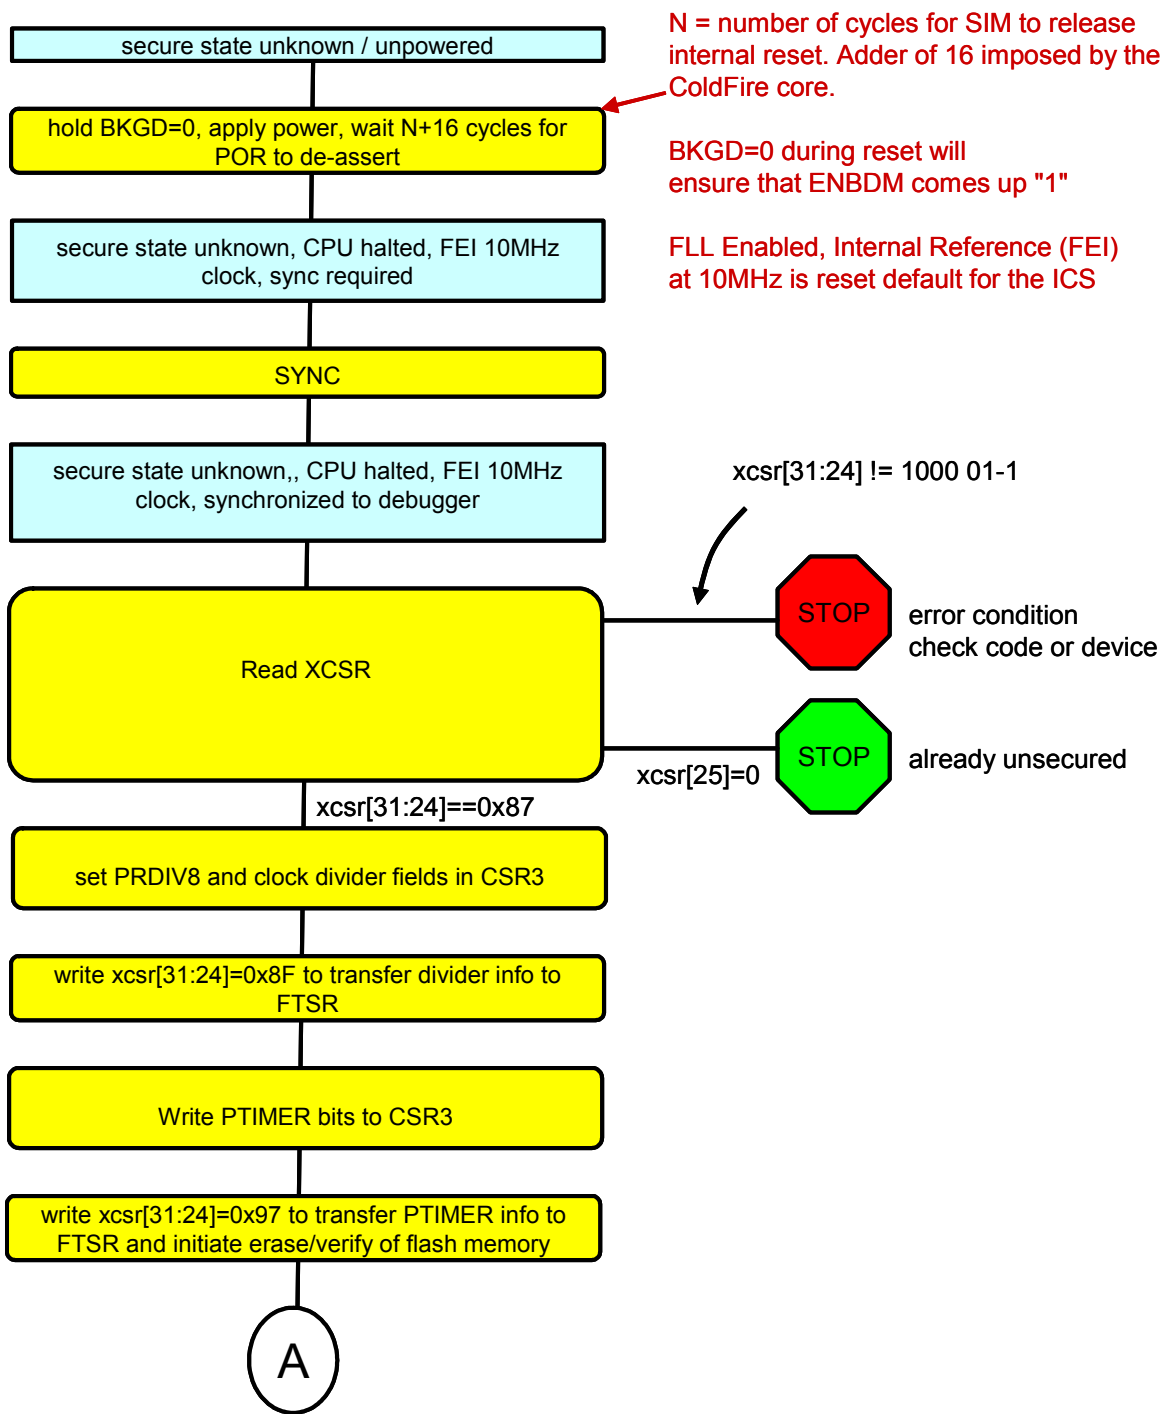 secure state unknown / unpowered
N = number of cycles for SIM to release
internal reset. Adder of 16 imposed by the
ColdFire core.
hold BKGD=0, apply power, wait N+16 cycles for
POR to de-assert
BKGD=0 during reset will
ensure that ENBDM comes up "1"
secure state unknown, CPU halted, FEI 10MHz
clock, sync required
FLL Enabled, Internal Reference (FEI)
at 10MHz is reset default for the ICS
SYNC
secure state unknown,, CPU halted, FEI 10MHz
clock, synchronized to debugger
xcsr[31:24] != 1000 01-1
Read XCSR
STOP
error condition
check code or device
STOP
already unsecured
xcsr[25]=0
xcsr[31:24]==0x87
set PRDIV8 and clock divider fields in CSR3
write xcsr[31:24]=0x8F to transfer divider info to
FTSR
Write PTIMER bits to CSR3
write xcsr[31:24]=0x97 to transfer PTIMER info to
FTSR and initiate erase/verify of flash memory
A